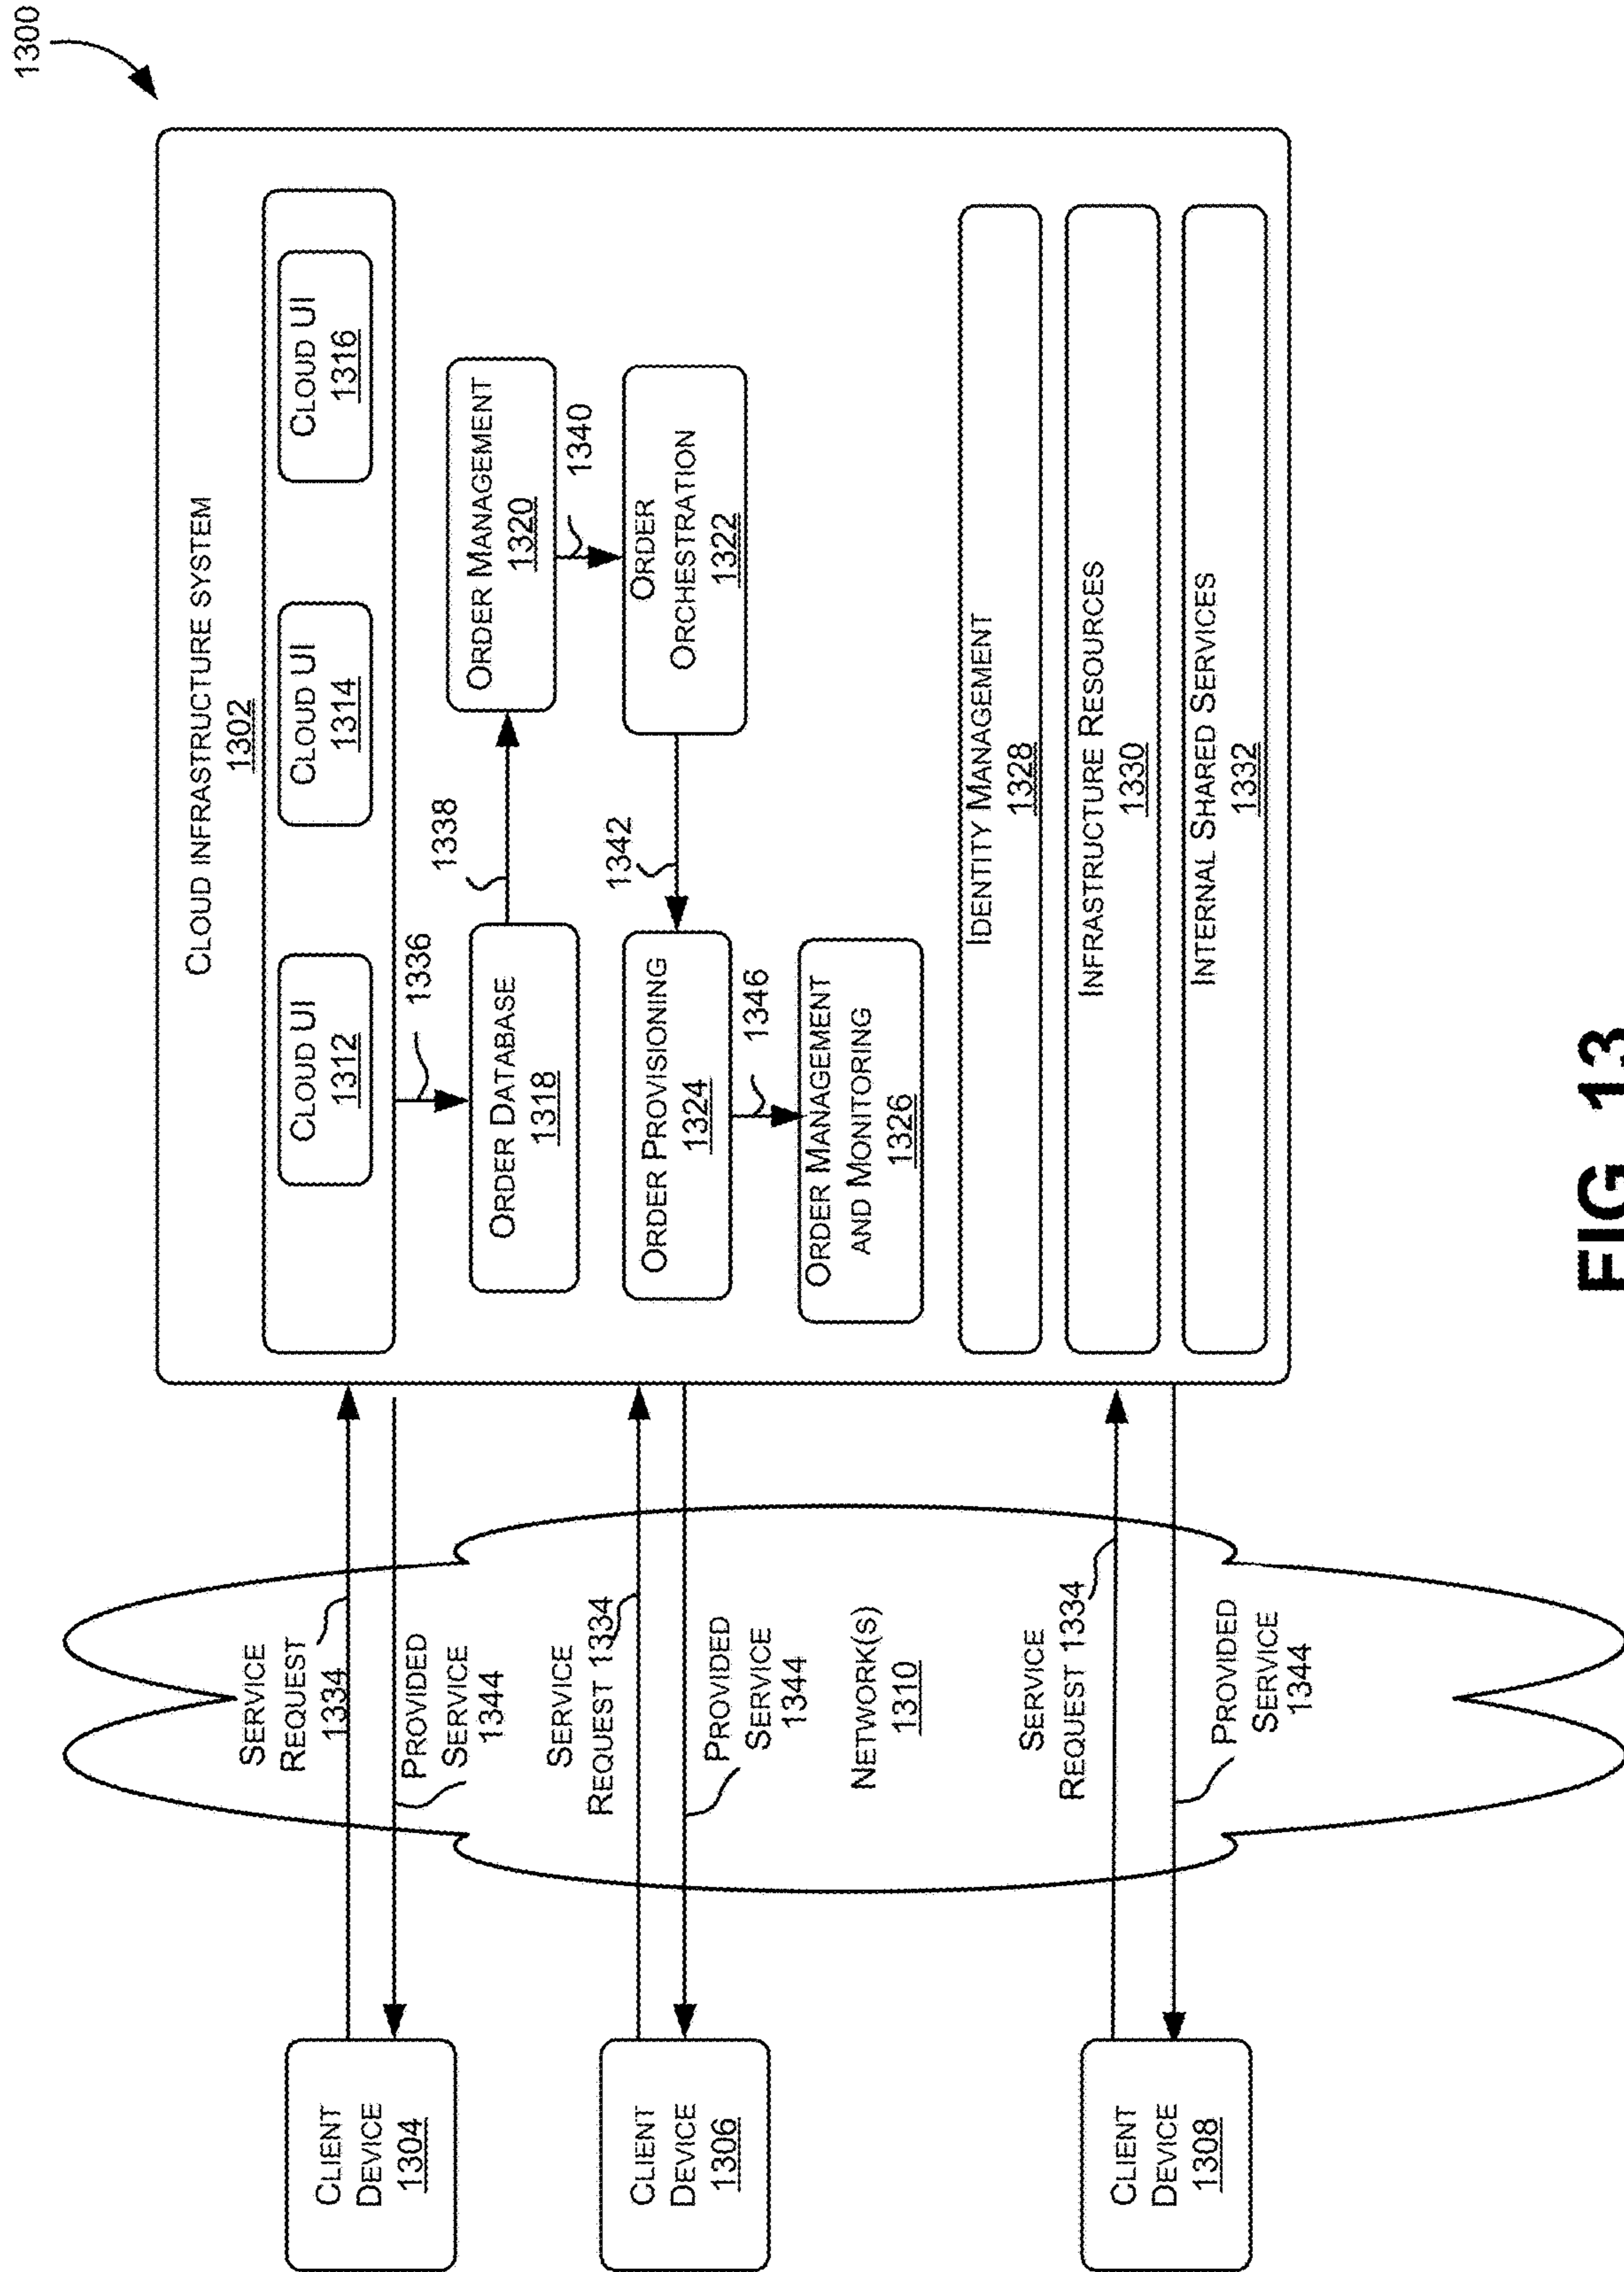 1300
CLOUD INFRASTRUCTURE SYSTEM
1302
CLOUD UI
1312
CLOUD UI
1314
CLOUD UI
1316
1336
ORDER DATABASE
1318
1338
ORDER MANAGEMENT
1320
1340
ORDER
ORCHESTRATION
1322
1342
ORDER PROVISIONING
1324
1346
ORDER MANAGEMENT
AND MONITORING
1326
IDENTITY MANAGEMENT
1328
INFRASTRUCTURE RESOURCES
1330
INTERNAL SHARED SERVICES
1332
CLIENT
DEVICE
1304
SERVICE
REQUEST
1334
PROVIDED
SERVICE
1344
CLIENT
DEVICE
1306
SERVICE
REQUEST 1334
PROVIDED
SERVICE
1344
NETWORK(S)
1310
CLIENT
DEVICE
1308
SERVICE
REQUEST 1334
PROVIDED
SERVICE
1344
FIG. 13